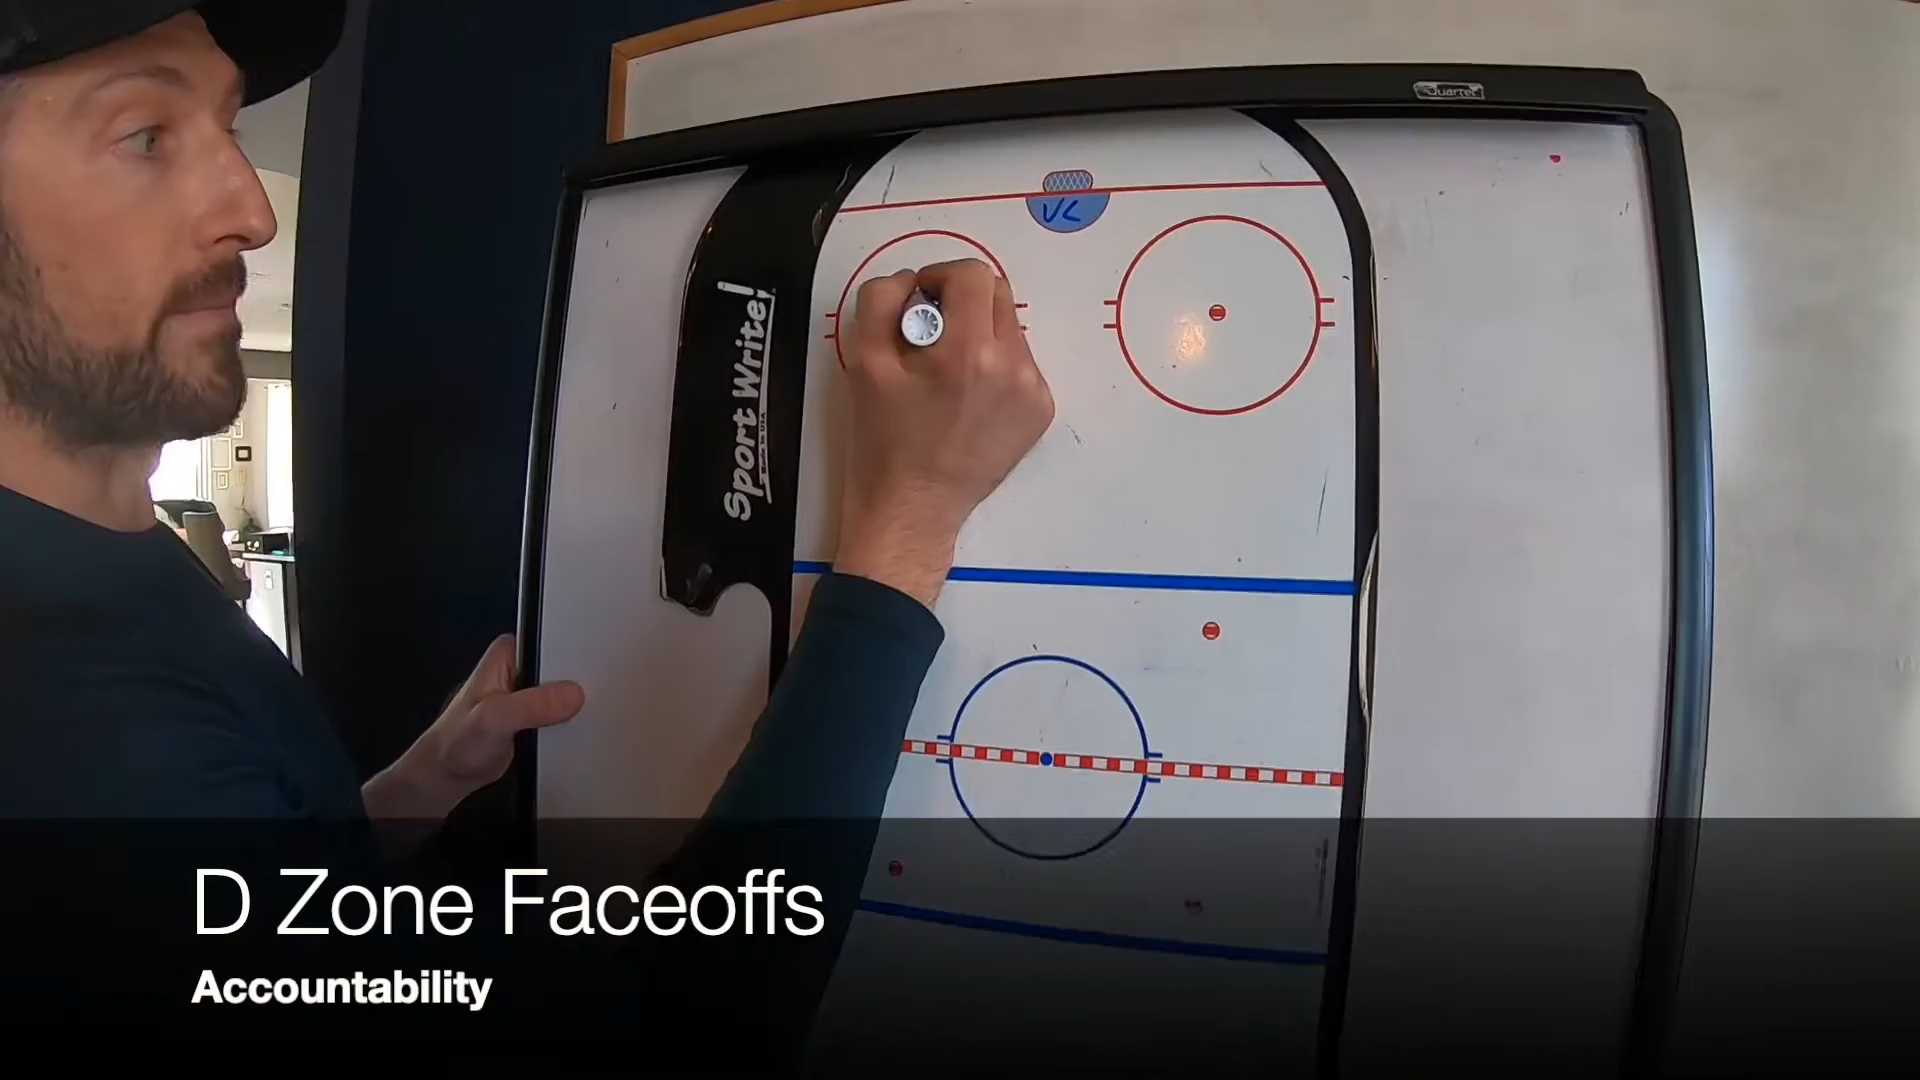 Quartet
VC
Sport Write!
Made in USA
D Zone Faceoffs
Accountability